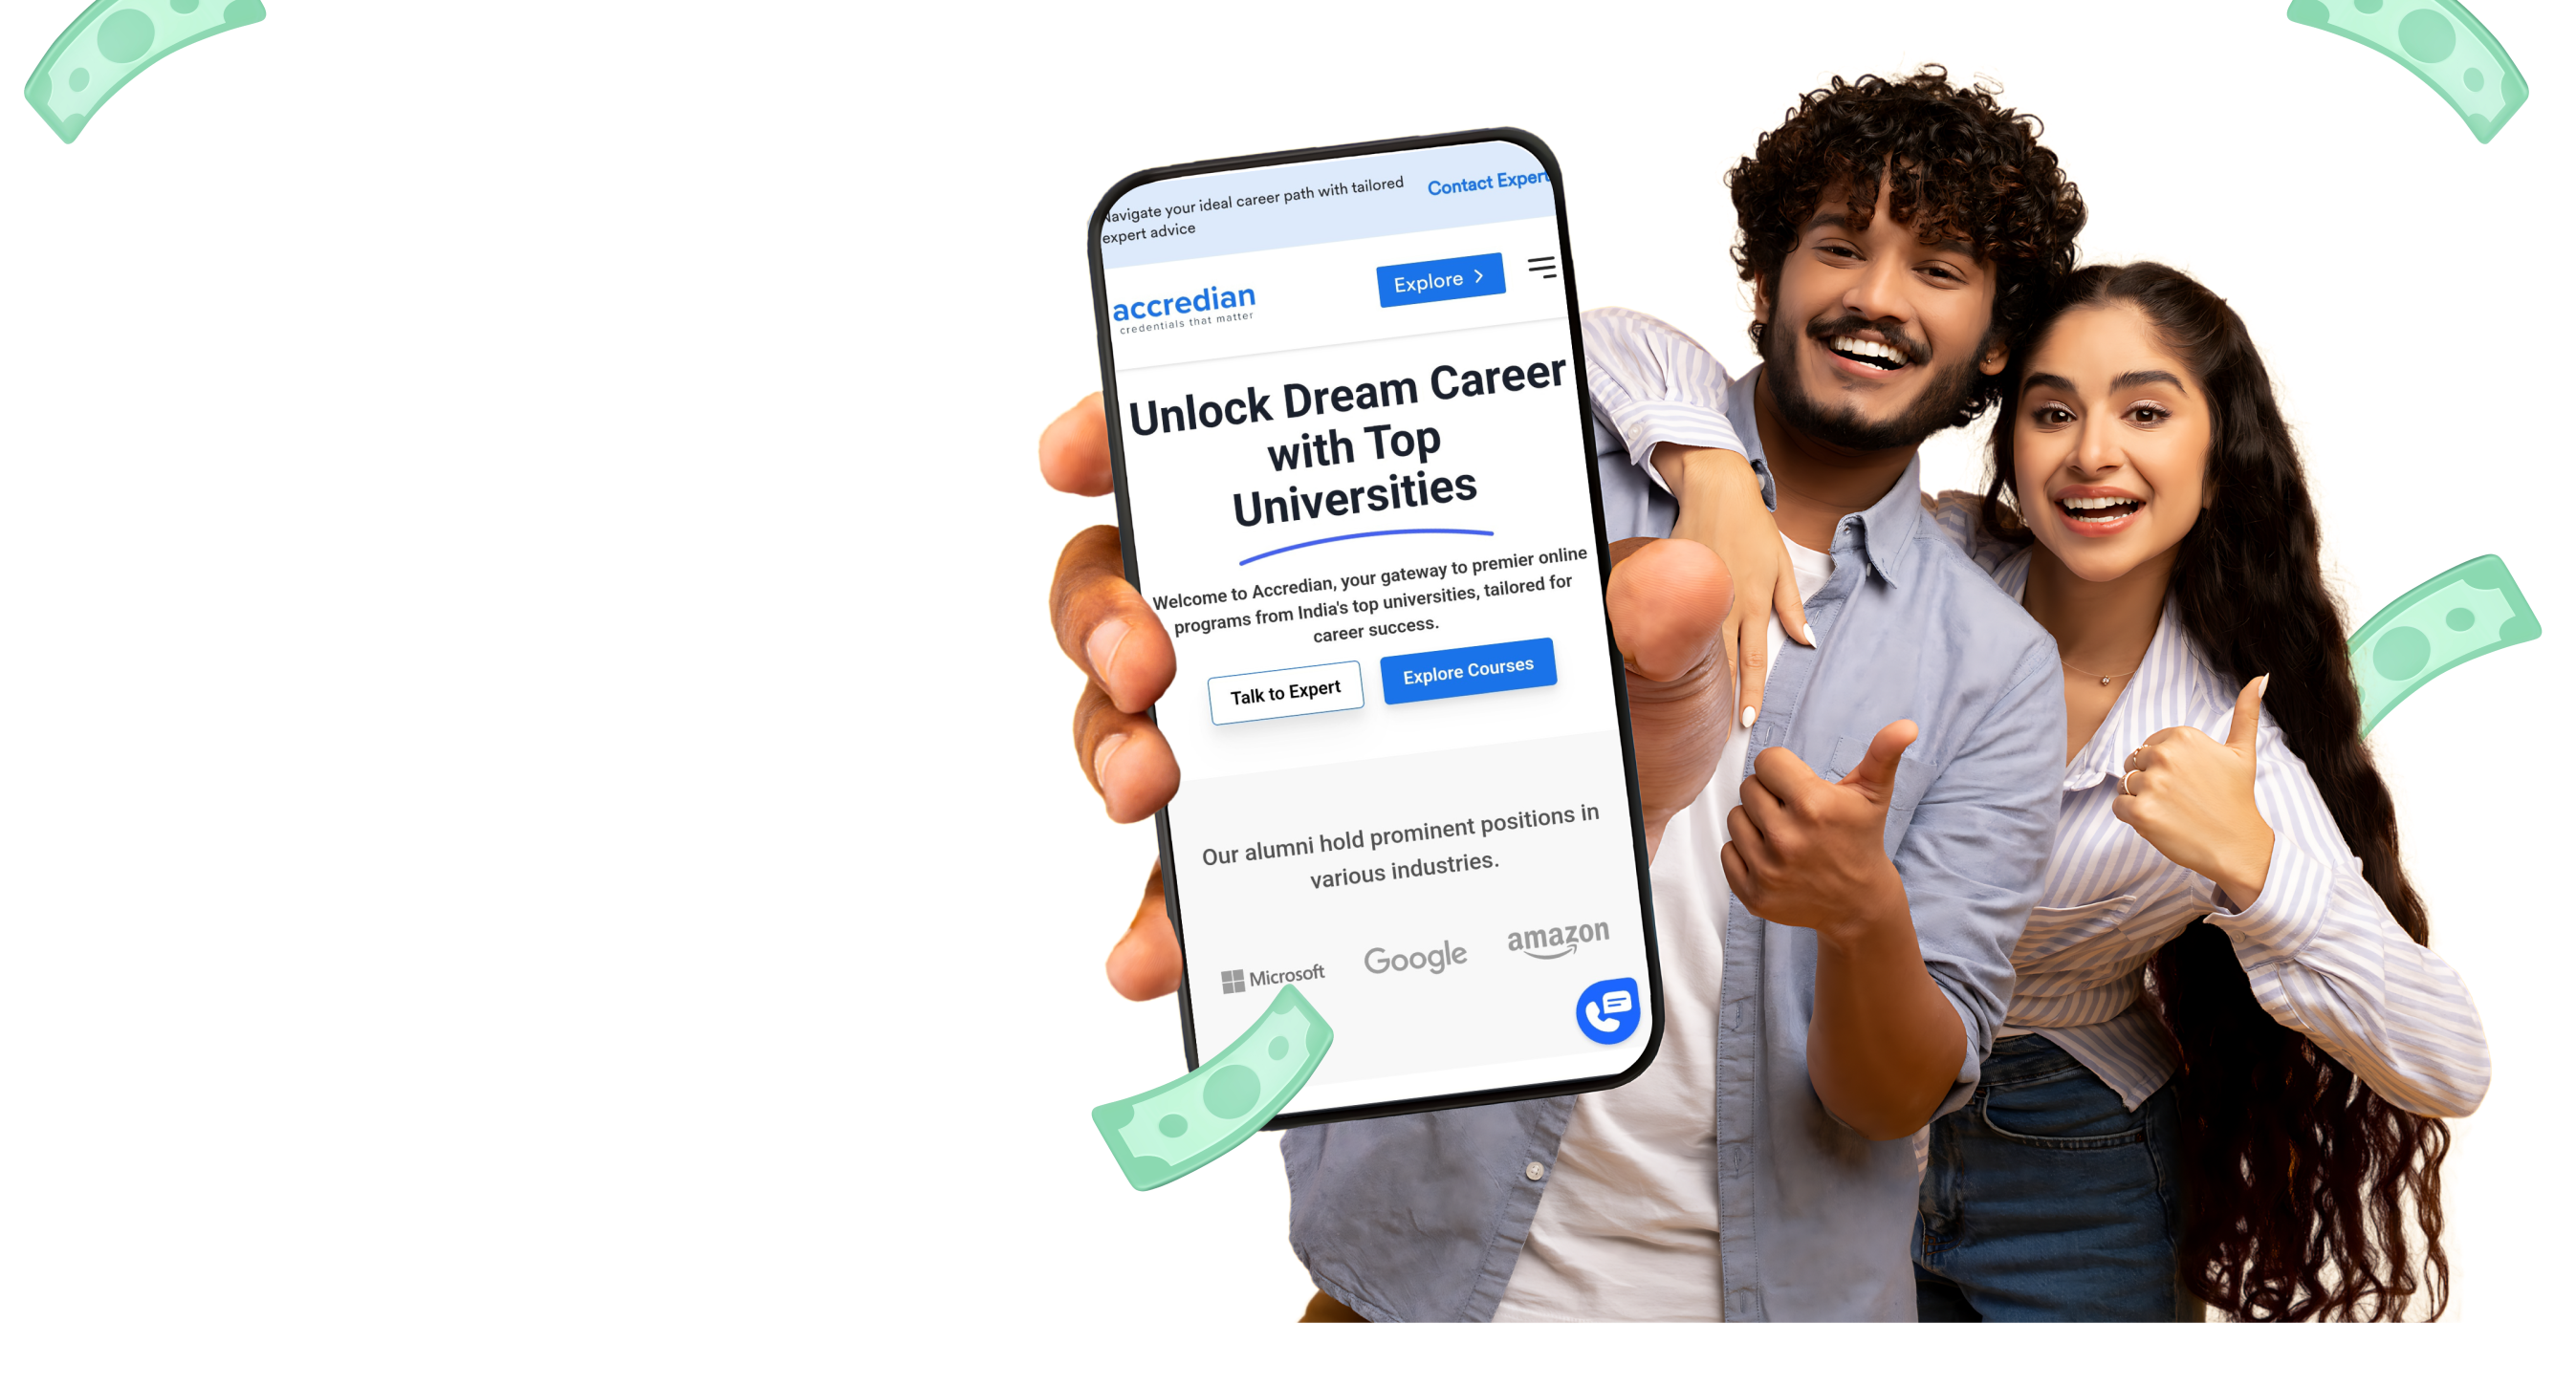 Navigate your ideal career path with tailored
expert advice
Contact Expert
accredian
credentials that matter
Explore
Unlock Dream Career
with Top
Universities
Welcome to Accredian, your gateway to premier online
programs from India's top universities, tailored for
career success.
Talk to Expert
Explore Courses
Our alumni hold prominent positions in
various industries.
Microsoft
Google
amazon